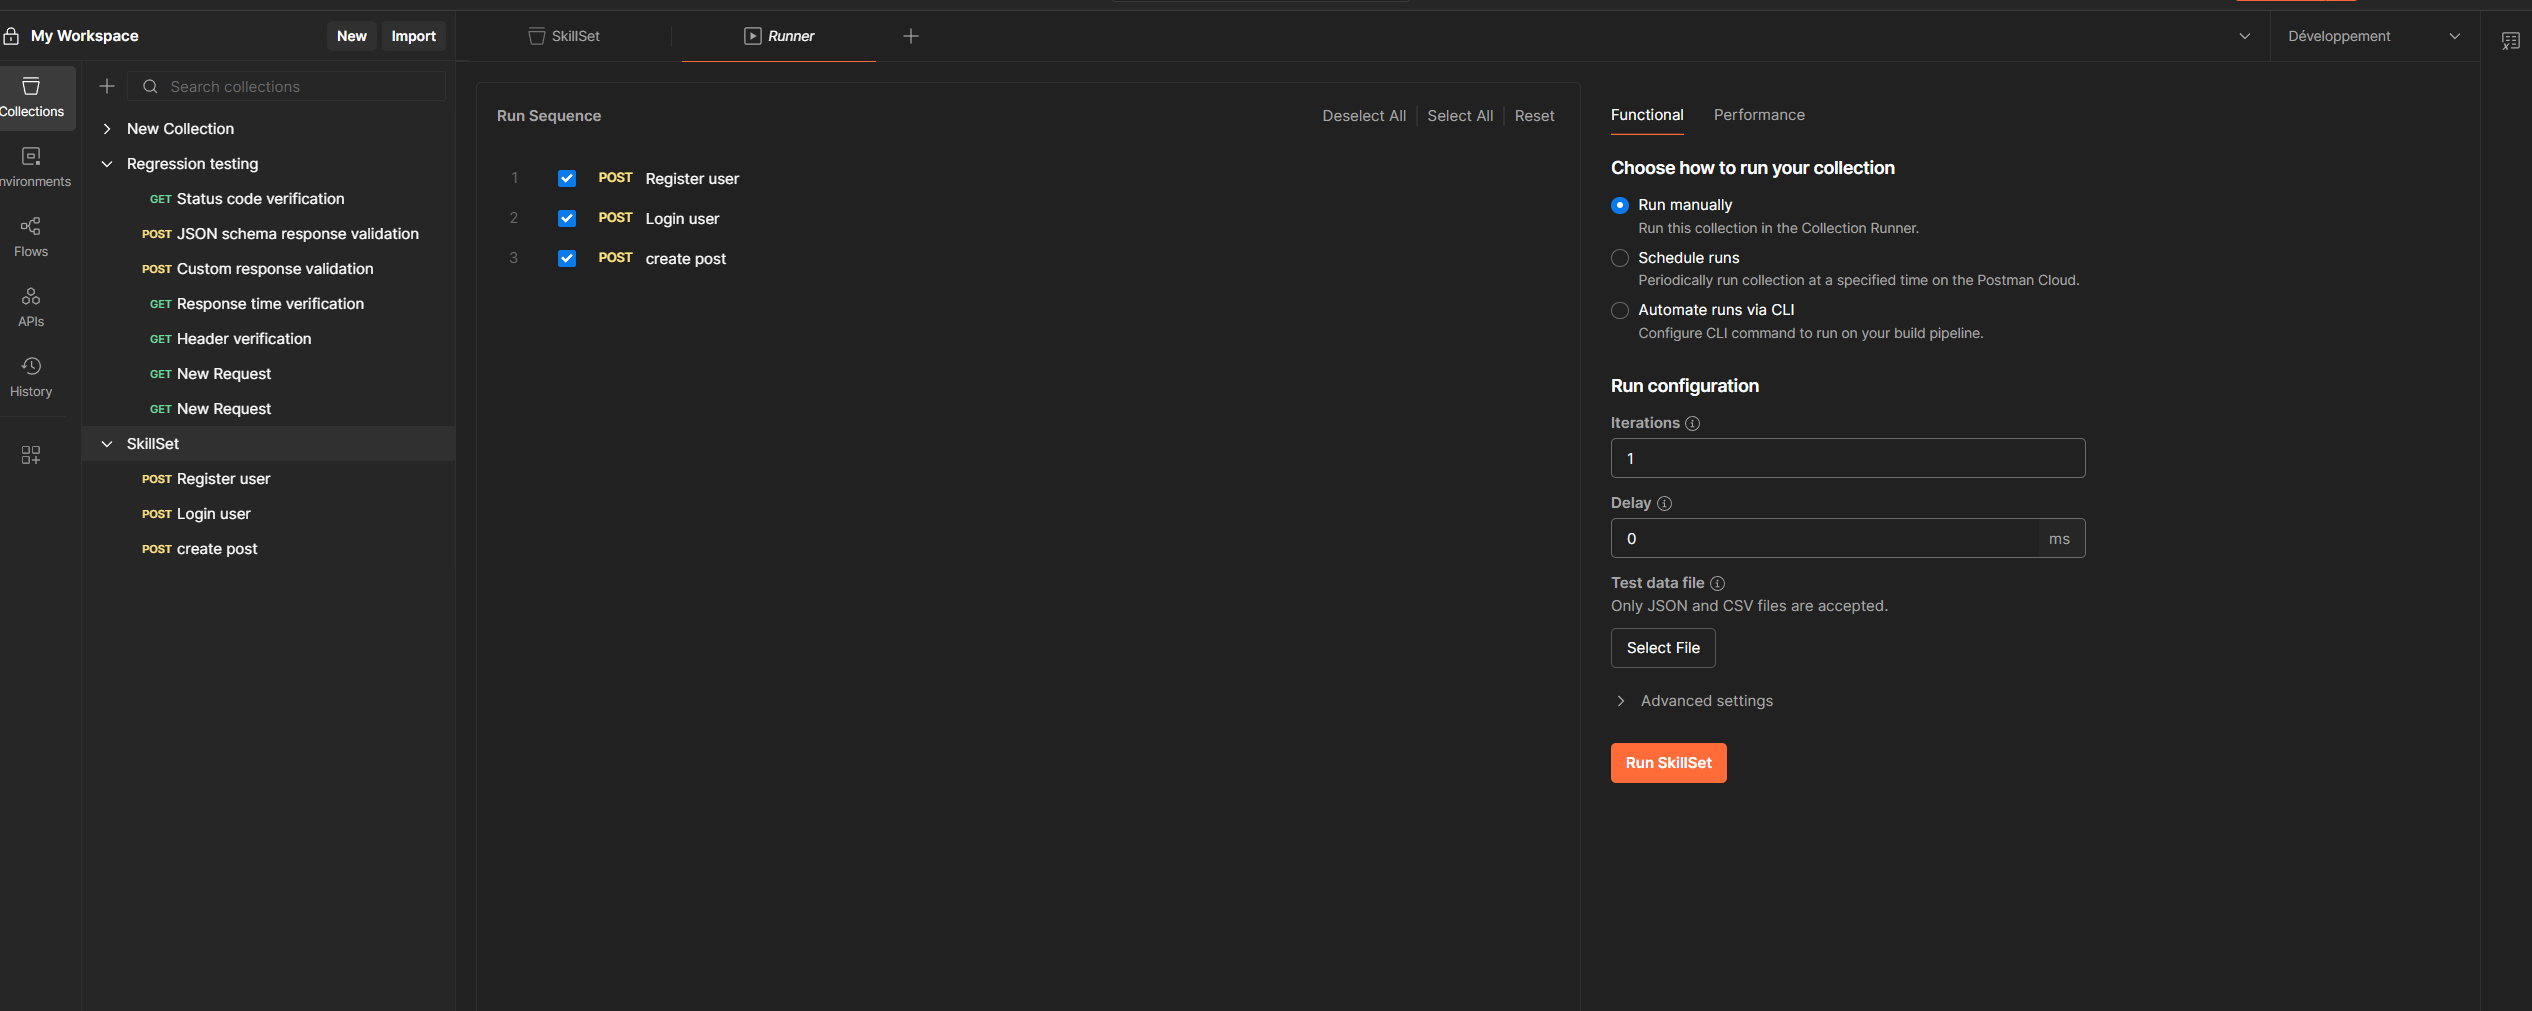 My Workspace
New
Import
SkillSet
Runner
Développement
Collections
nvironments
Flows
APIs
History
Search collections
New Collection
Regression testing
GET Status code verification
POST JSON schema response validation
POST Custom response validation
GET Response time verification
GET Header verification
GET New Request
GET New Request
SkillSet
POST Register user
POST Login user
POST create post
Run Sequence
Deselect All
Select All
Reset
1 POST Register user
2 POST Login user
3 POST create post
Functional
Performance
Choose how to run your collection
Run manually
Run this collection in the Collection Runner.
Schedule runs
Periodically run collection at a specified time on the Postman Cloud.
Automate runs via CLI
Configure CLI command to run on your build pipeline.
Run configuration
Iterations
1
Delay
0 ms
Test data file
Only JSON and CSV files are accepted.
Select File
Advanced settings
Run SkillSet